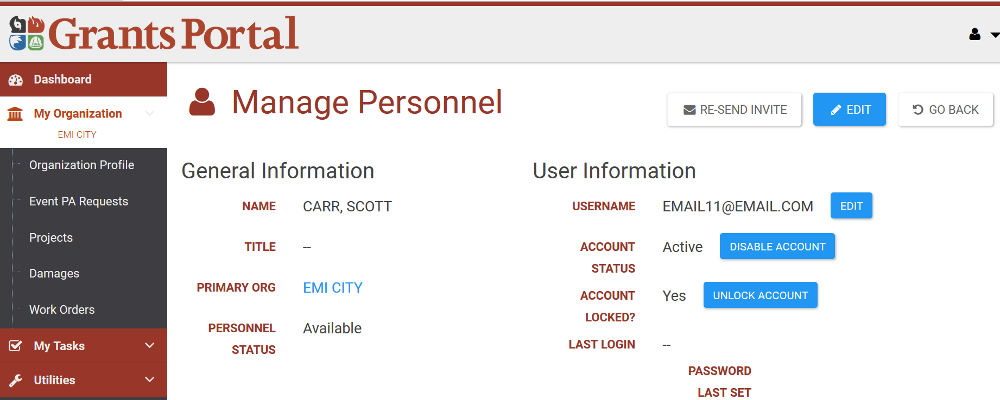 Grants Portal
FEMA
Dashboard
My Organization
EMI CITY
Organization Profile
Event PA Requests
Projects
Damages
Work Orders
My Tasks
Utilities
Manage Personnel
RE-SEND INVITE
EDIT
GO BACK
General Information
NAME CARR, SCOTT
TITLE --
PRIMARY ORG EMI CITY
PERSONNEL Available
STATUS
User Information
USERNAME EMAIL11@EMAIL.COM EDIT
ACCOUNT Active DISABLE ACCOUNT
STATUS
ACCOUNT Yes UNLOCK ACCOUNT
LOCKED?
LAST LOGIN --
PASSWORD
LAST SET